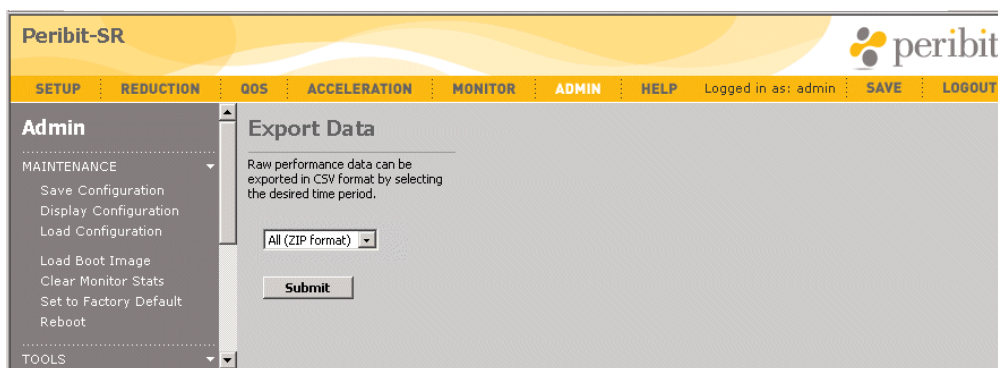 Peribit-SR
peribit
SETUP REDUCTION QOS ACCELERATION MONITOR ADMIN HELP Logged in as: admin SAVE LOGOUT
Admin
MAINTENANCE
Save Configuration
Display Configuration
Load Configuration
Load Boot Image
Clear Monitor Stats
Set to Factory Default
Reboot
TOOLS
Export Data
Raw performance data can be
exported in CSV format by selecting
the desired time period.
All (ZIP format)
Submit